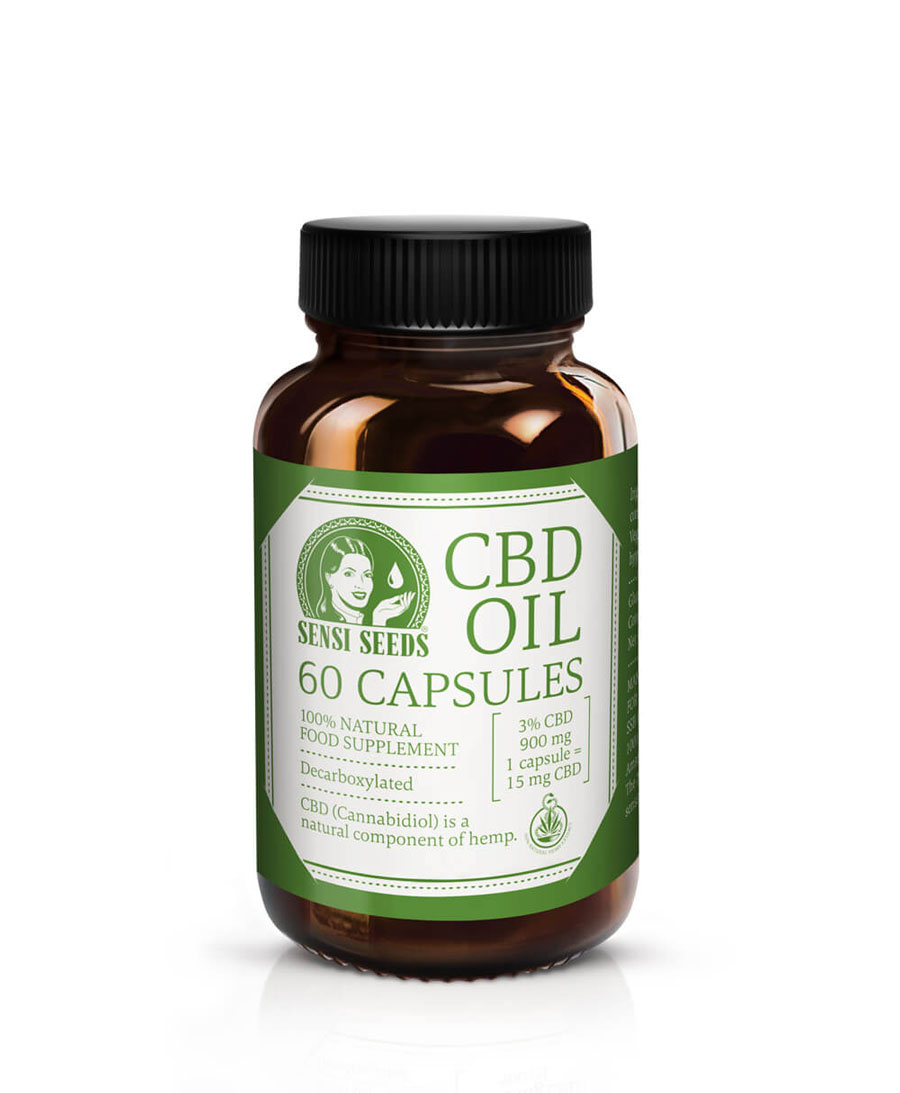 SENSI SEEDS®
CBD
OIL
60 CAPSULES
100% NATURAL
FOOD SUPPLEMENT
Decarboxylated
CBD (Cannabidiol) is a
natural component of hemp.
3% CBD
900 mg
1 capsule =
15 mg CBD